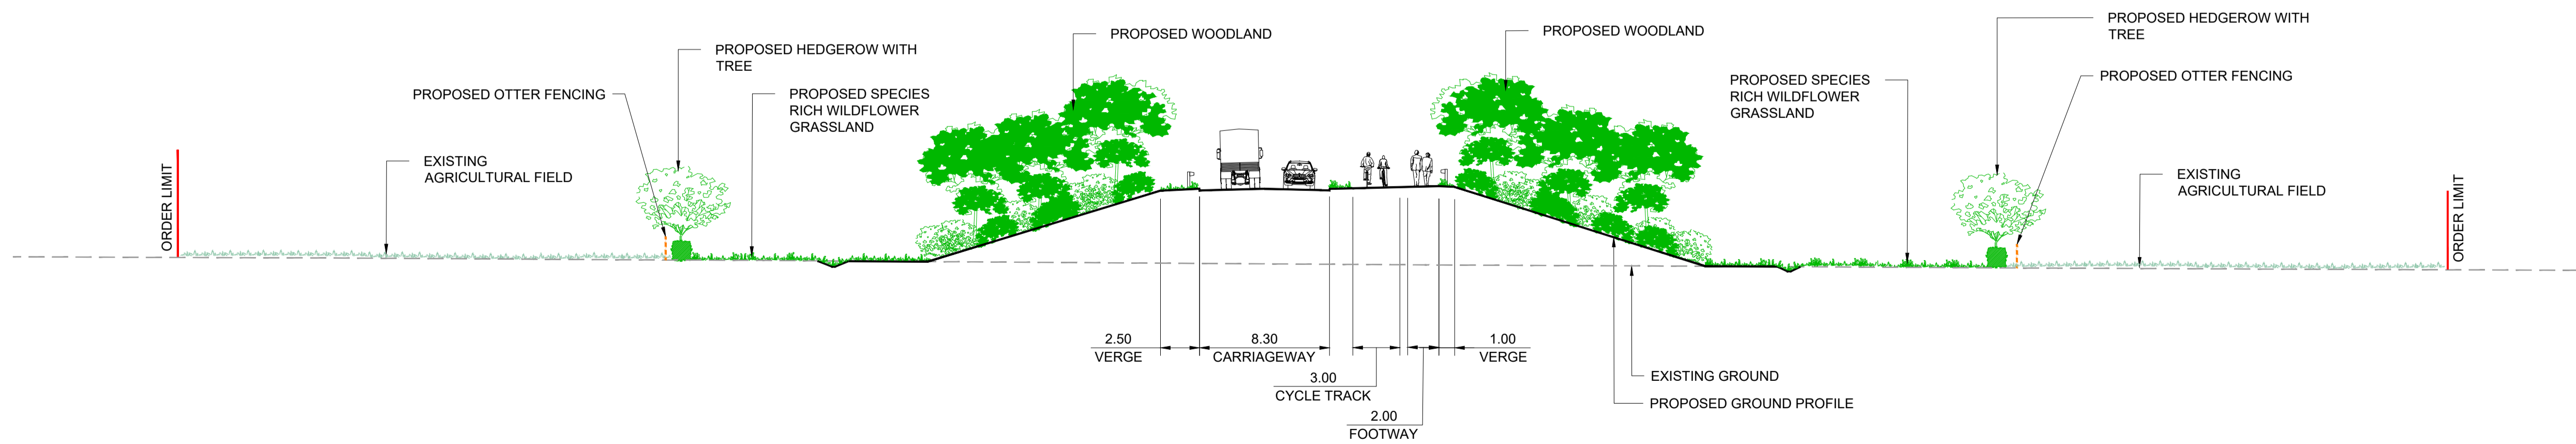 PROPOSED HEDGEROW WITH
TREE
PROPOSED WOODLAND
PROPOSED WOODLAND
PROPOSED HEDGEROW WITH
TREE
PROPOSED OTTER FENCING
PROPOSED SPECIES
RICH WILDFLOWER
GRASSLAND
PROPOSED SPECIES
RICH WILDFLOWER
GRASSLAND
PROPOSED OTTER FENCING
ORDER LIMIT
EXISTING
AGRICULTURAL FIELD
EXISTING
AGRICULTURAL FIELD
ORDER LIMIT
2.50
VERGE
8.30
CARRIAGEWAY
1.00
VERGE
3.00
CYCLE TRACK
2.00
FOOTWAY
EXISTING GROUND
PROPOSED GROUND PROFILE